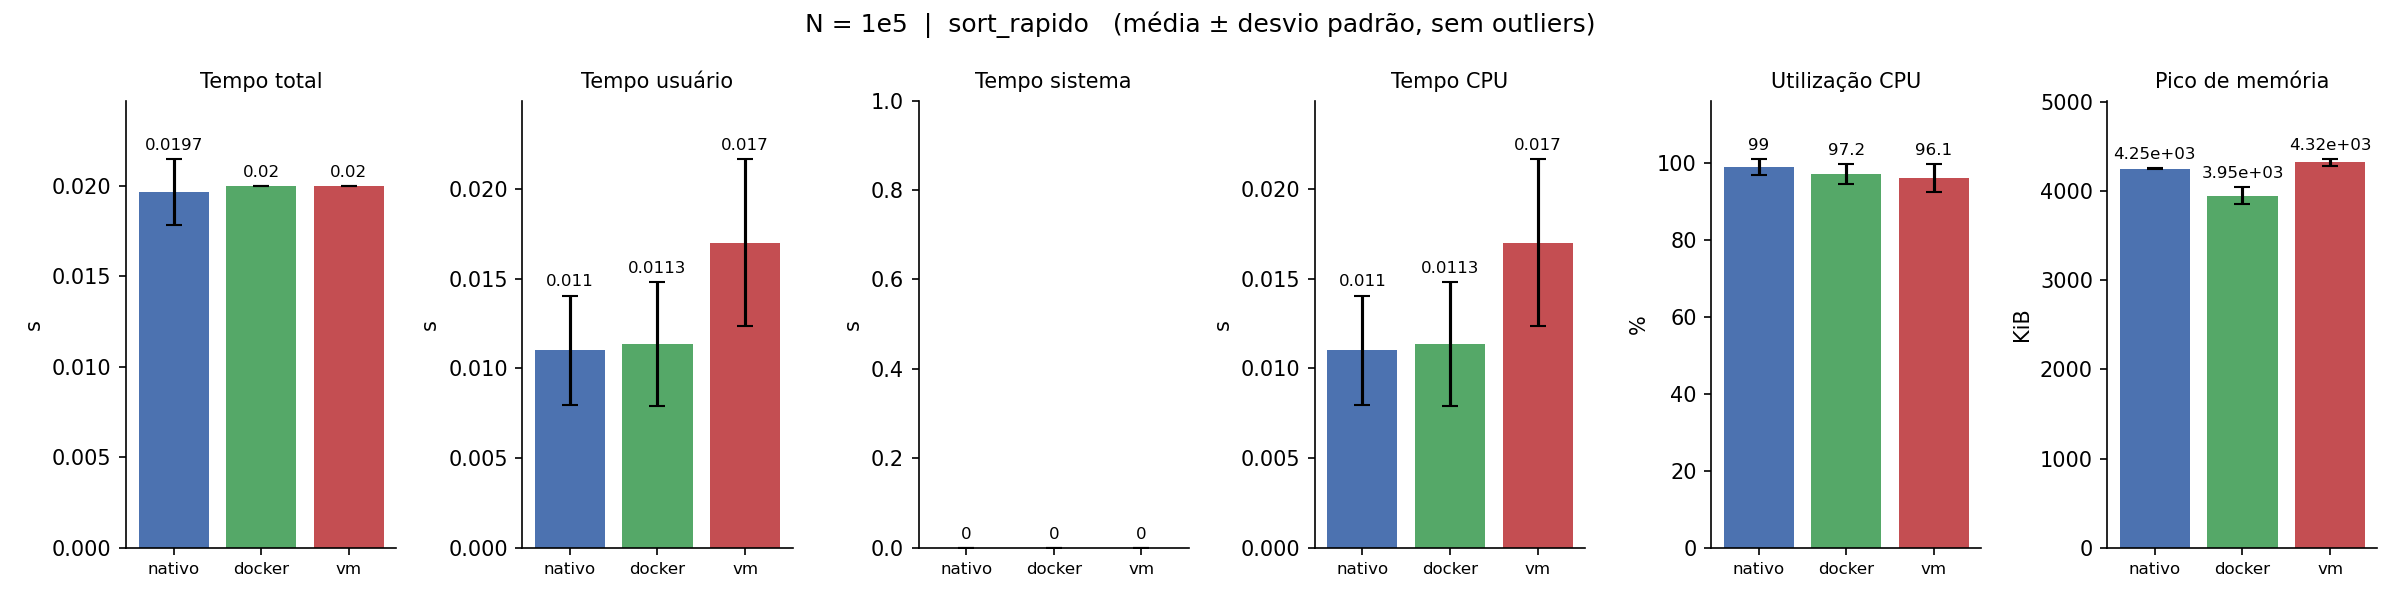 N = 1e5 | sort_rapido (média ± desvio padrão, sem outliers)
Tempo total
s
0.020
0.015
0.010
0.005
0.000
0.0197
0.02
0.02
nativo
docker
vm
Tempo usuário
s
0.020
0.015
0.010
0.005
0.000
0.011
0.0113
0.017
nativo
docker
vm
Tempo sistema
s
1.0
0.8
0.6
0.4
0.2
0.0
0
0
0
nativo
docker
vm
Tempo CPU
s
0.020
0.015
0.010
0.005
0.000
0.011
0.0113
0.017
nativo
docker
vm
Utilização CPU
%
100
80
60
40
20
0
99
97.2
96.1
nativo
docker
vm
Pico de memória
KiB
5000
4000
3000
2000
1000
0
4.25e+03
3.95e+03
4.32e+03
nativo
docker
vm